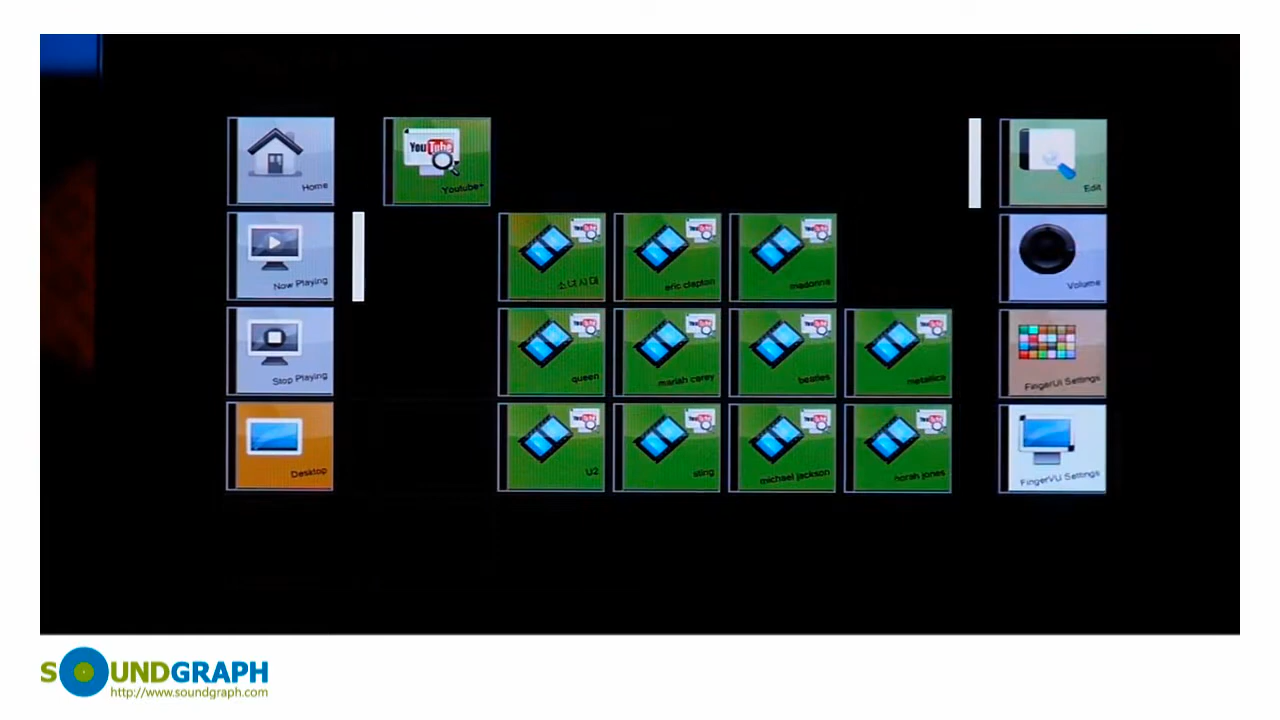 Home
YouTube
Youtube+
Edit
Now Playing
소녀시대
eric clapton
madonna
Volume
Stop Playing
queen
mariah carey
beatles
metallica
FingerUi Settings
Desktop
U2
sting
michael jackson
norah jones
FingerVU Settings
SOUNDGRAPH
http://www.soundgraph.com